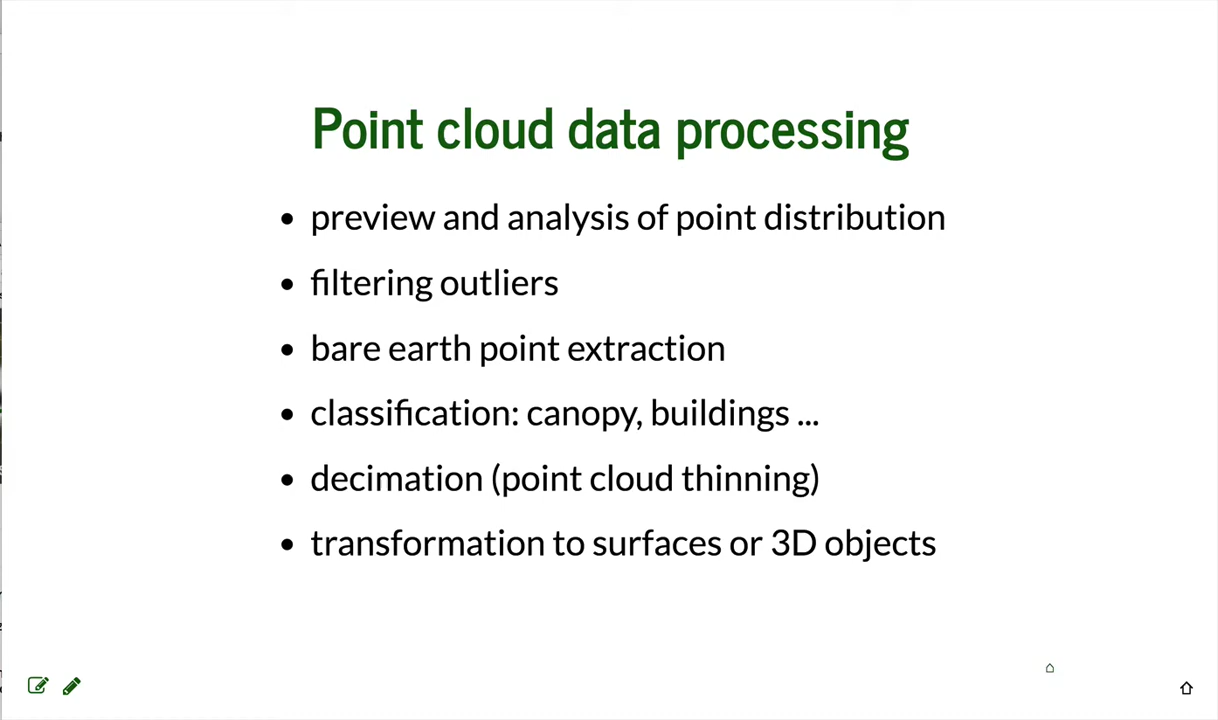 Point cloud data processing
• preview and analysis of point distribution
• filtering outliers
• bare earth point extraction
• classification: canopy, buildings ...
• decimation (point cloud thinning)
• transformation to surfaces or 3D objects